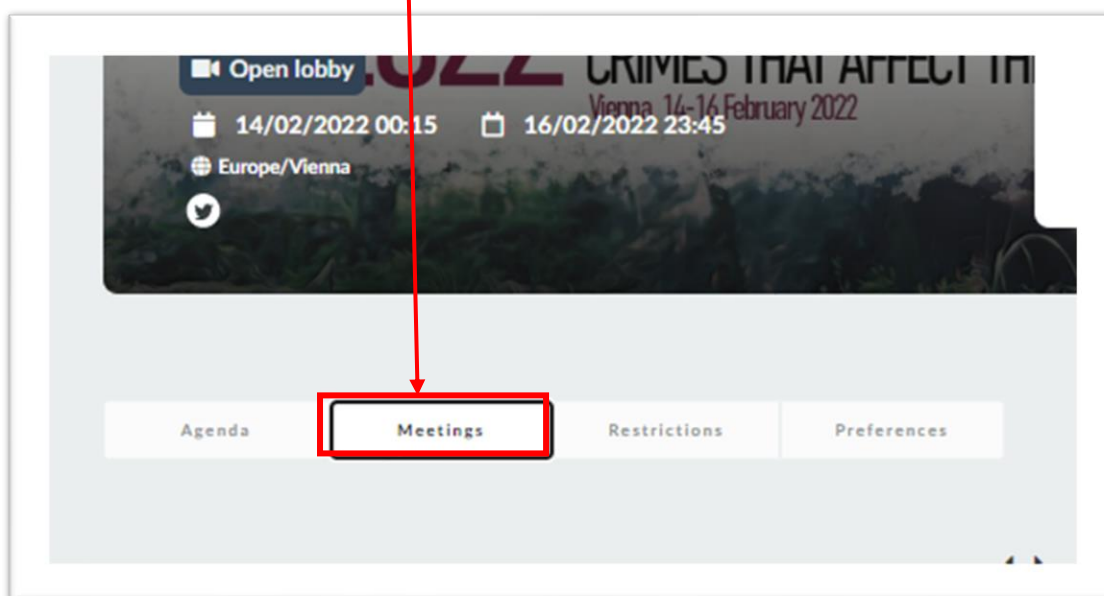 Open lobby
2022
CRIMES THAT AFFECT
Vienna, 14-16 February 2022
14/02/2022 00:15 16/02/2022 23:45
Europe/Vienna
Agenda Meetings Restrictions Preferences